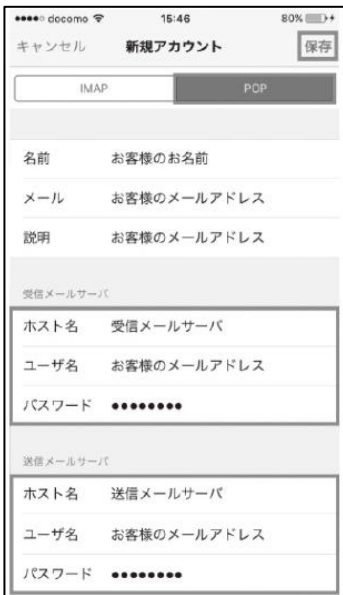 ●●●●○ docomo 15:46 80%
キャンセル 新規アカウント 保存
IMAP POP
名前 お客様のお名前
メール お客様のメールアドレス
説明 お客様のメールアドレス
受信メールサーバ
ホスト名 受信メールサーバ
ユーザ名 お客様のメールアドレス
パスワード ●●●●●●●●
送信メールサーバ
ホスト名 送信メールサーバ
ユーザ名 お客様のメールアドレス
パスワード ●●●●●●●●